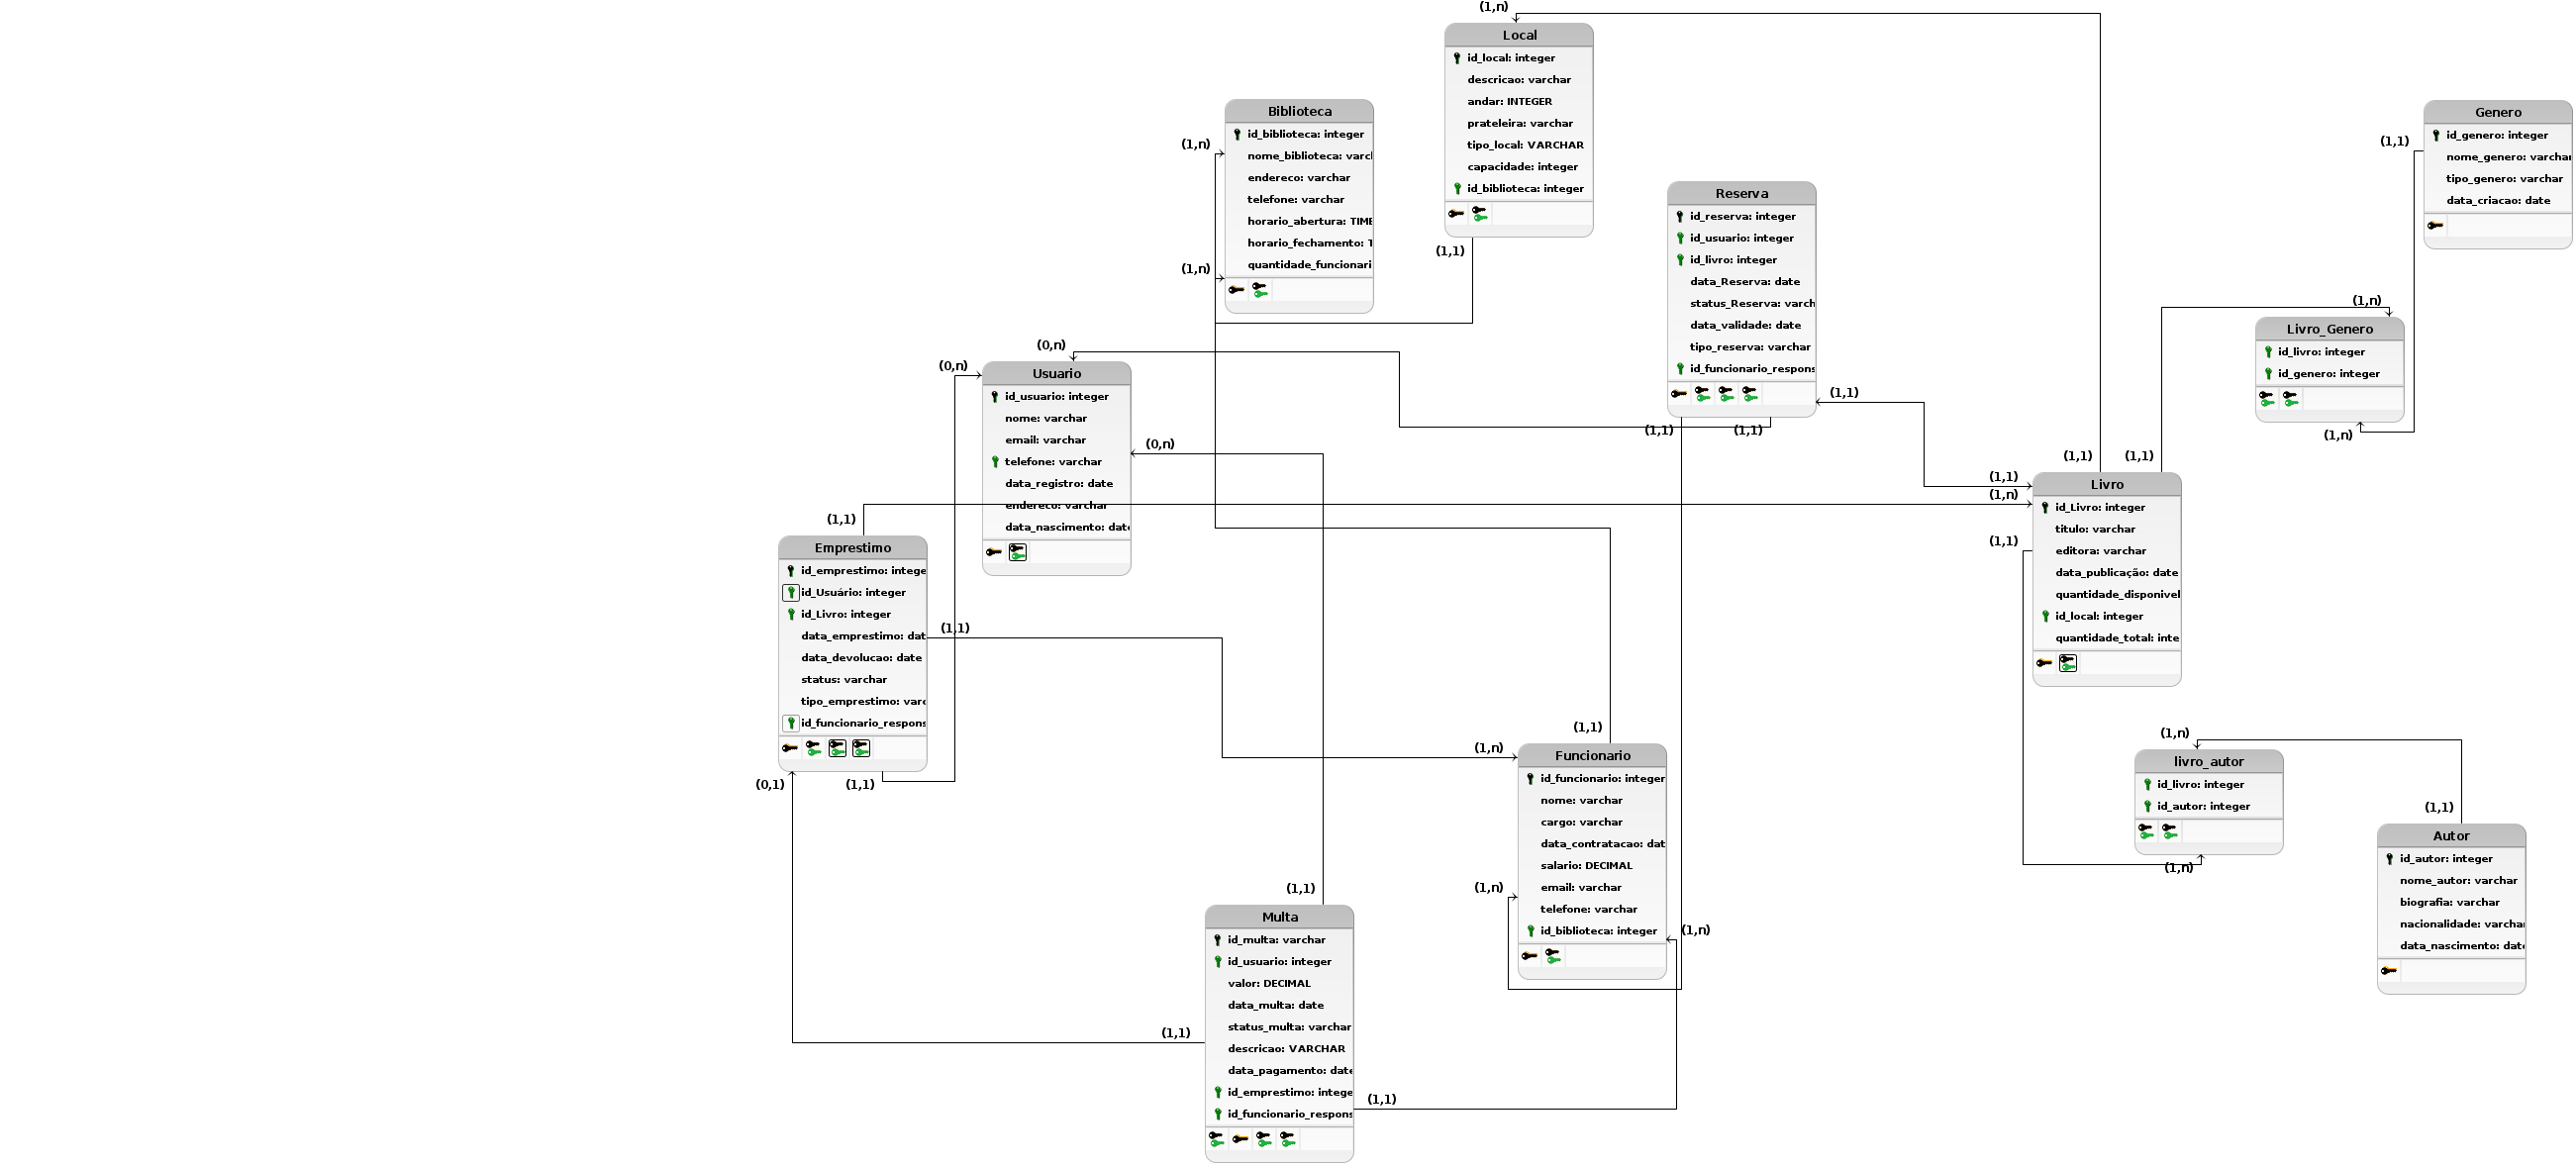 (1,n)
Local
id_local: integer
descricao: varchar
andar: INTEGER
prateleira: varchar
tipo_local: VARCHAR
capacidade: integer
id_biblioteca: integer
(1,1)
Biblioteca
id_biblioteca: integer
nome_biblioteca: varcl
endereco: varchar
telefone: varchar
horario_abertura: TIME
horario_fechamento: T
quantidade_funcionari
(1,n)
(1,n)
Genero
id_genero: integer
nome_genero: varchar
tipo_genero: varchar
data_criacao: date
(1,1)
Reserva
id_reserva: integer
id_usuario: integer
id_livro: integer
data_Reserva: date
status_Reserva: varch
data_validade: date
tipo_reserva: varchar
id_funcionario_respons
(1,1)
(1,1)
(1,1)
(1,n)
Livro_Genero
id_livro: integer
id_genero: integer
(1,n)
(0,n)
(0,n)
Usuario
id_usuario: integer
nome: varchar
email: varchar
telefone: varchar
data_registro: date
endereco: varchar
data_nascimento: date
(0,n)
(1,1)
(1,1)
Livro
id_Livro: integer
titulo: varchar
editora: varchar
data_publicação: date
quantidade_disponivel
id_local: integer
quantidade_total: inte
(1,1)
(1,n)
(1,1)
(1,1)
Emprestimo
id_emprestimo: intege
id_Usuário: integer
id_Livro: integer
data_emprestimo: dat
data_devolucao: date
status: varchar
tipo_emprestimo: varc
id_funcionario_respons
(1,1)
(0,1)
(1,1)
(1,1)
(1,n)
Funcionario
id_funcionario: integer
nome: varchar
cargo: varchar
data_contratacao: dat
salario: DECIMAL
email: varchar
telefone: varchar
id_biblioteca: integer
(1,n)
(1,n)
(1,n)
livro_autor
id_livro: integer
id_autor: integer
(1,n)
(1,1)
Autor
id_autor: integer
nome_autor: varchar
biografia: varchar
nacionalidade: varchar
data_nascimento: date
(1,1)
Multa
id_multa: varchar
id_usuario: integer
valor: DECIMAL
data_multa: date
status_multa: varchar
descricao: VARCHAR
data_pagamento: date
id_emprestimo: intege
id_funcionario_respons
(1,1)
(1,1)